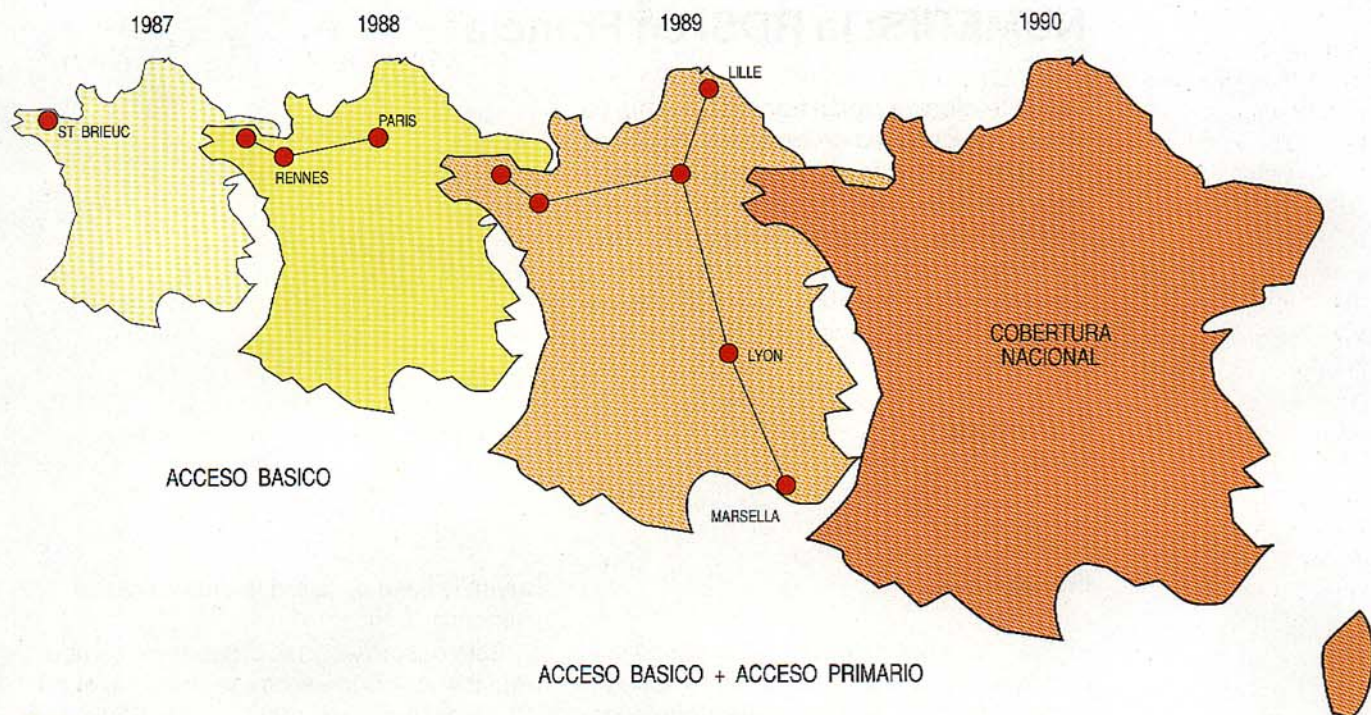 1987
1988
1989
1990
LILLE
ST BRIEUC
PARIS
RENNES
COBERTURA
NACIONAL
LYON
ACCESO BASICO
MARSELLA
ACCESO BASICO + ACCESO PRIMARIO